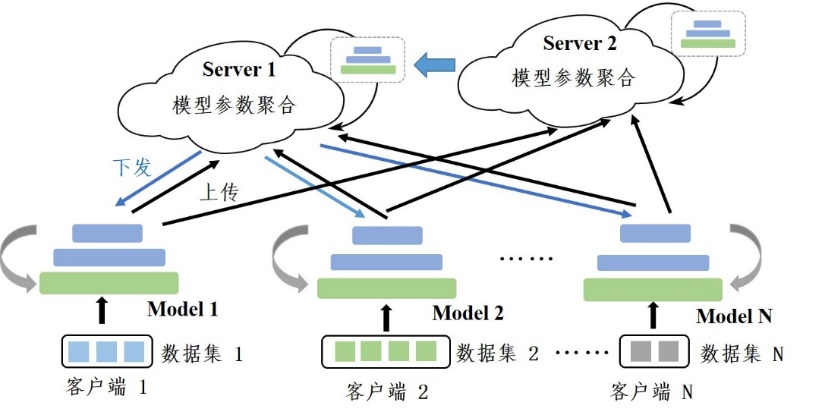 Server 1
模型参数聚合
Server 2
模型参数聚合
下发
上传
Model 1
Model 2
Model N
数据集 1
数据集 2
数据集 N
客户端 1
客户端 2
客户端 N